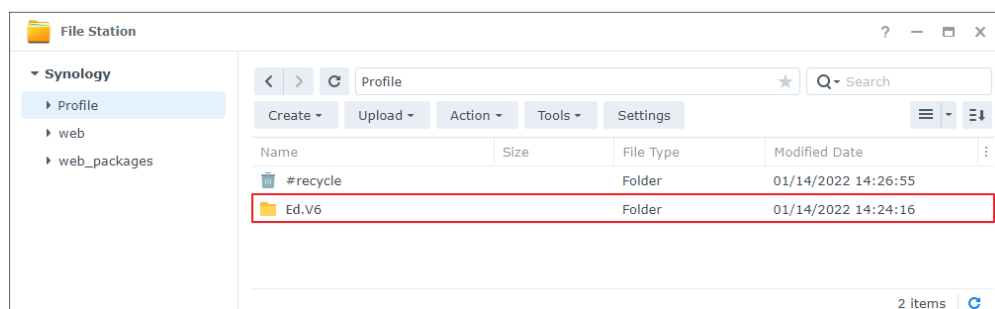 File Station
?
Synology
Profile
web
web_packages
Profile
Search
Create Upload Action Tools Settings
Name Size File Type Modified Date
#recycle Folder 01/14/2022 14:26:55
Ed.V6 Folder 01/14/2022 14:24:16
2 items